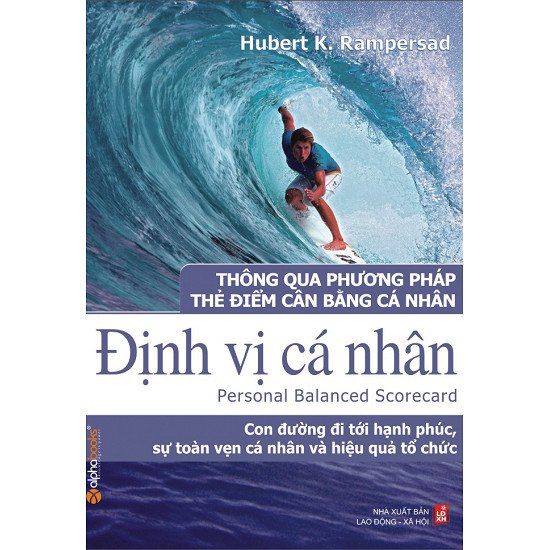 Hubert K. Rampersad
THÔNG QUA PHƯƠNG PHÁP
THẺ ĐIỂM CÂN BẰNG CÁ NHÂN
Định vị cá nhân
Personal Balanced Scorecard
Con đường đi tới hạnh phúc,
sự toàn vẹn cá nhân và hiệu quả tổ chức
alphabooks
NHÀ XUẤT BẢN
LAO ĐỘNG - XÃ HỘI
LĐ
XH